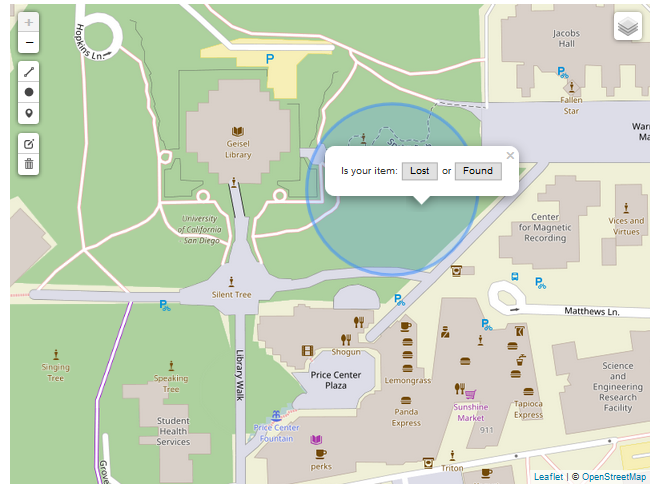 +
−
Hopkins Ln.
P
Jacobs
Hall
Fallen
Star
Geisel
Library
×
Is your item: Lost or Found
University
of California
San Diego
Center
for Magnetic
Recording
Vices and
Virtues
Silent Tree
Matthews Ln.
Library Walk
Shogun
Price Center
Plaza
Lemongrass
Singing
Tree
Speaking
Tree
Student
Health
Services
Price Center
Fountain
Panda
Express
Sunshine
Market
911
Tapioca
Express
Science
and
Engineering
Research
Facility
perks
Triton
Leaflet | © OpenStreetMap